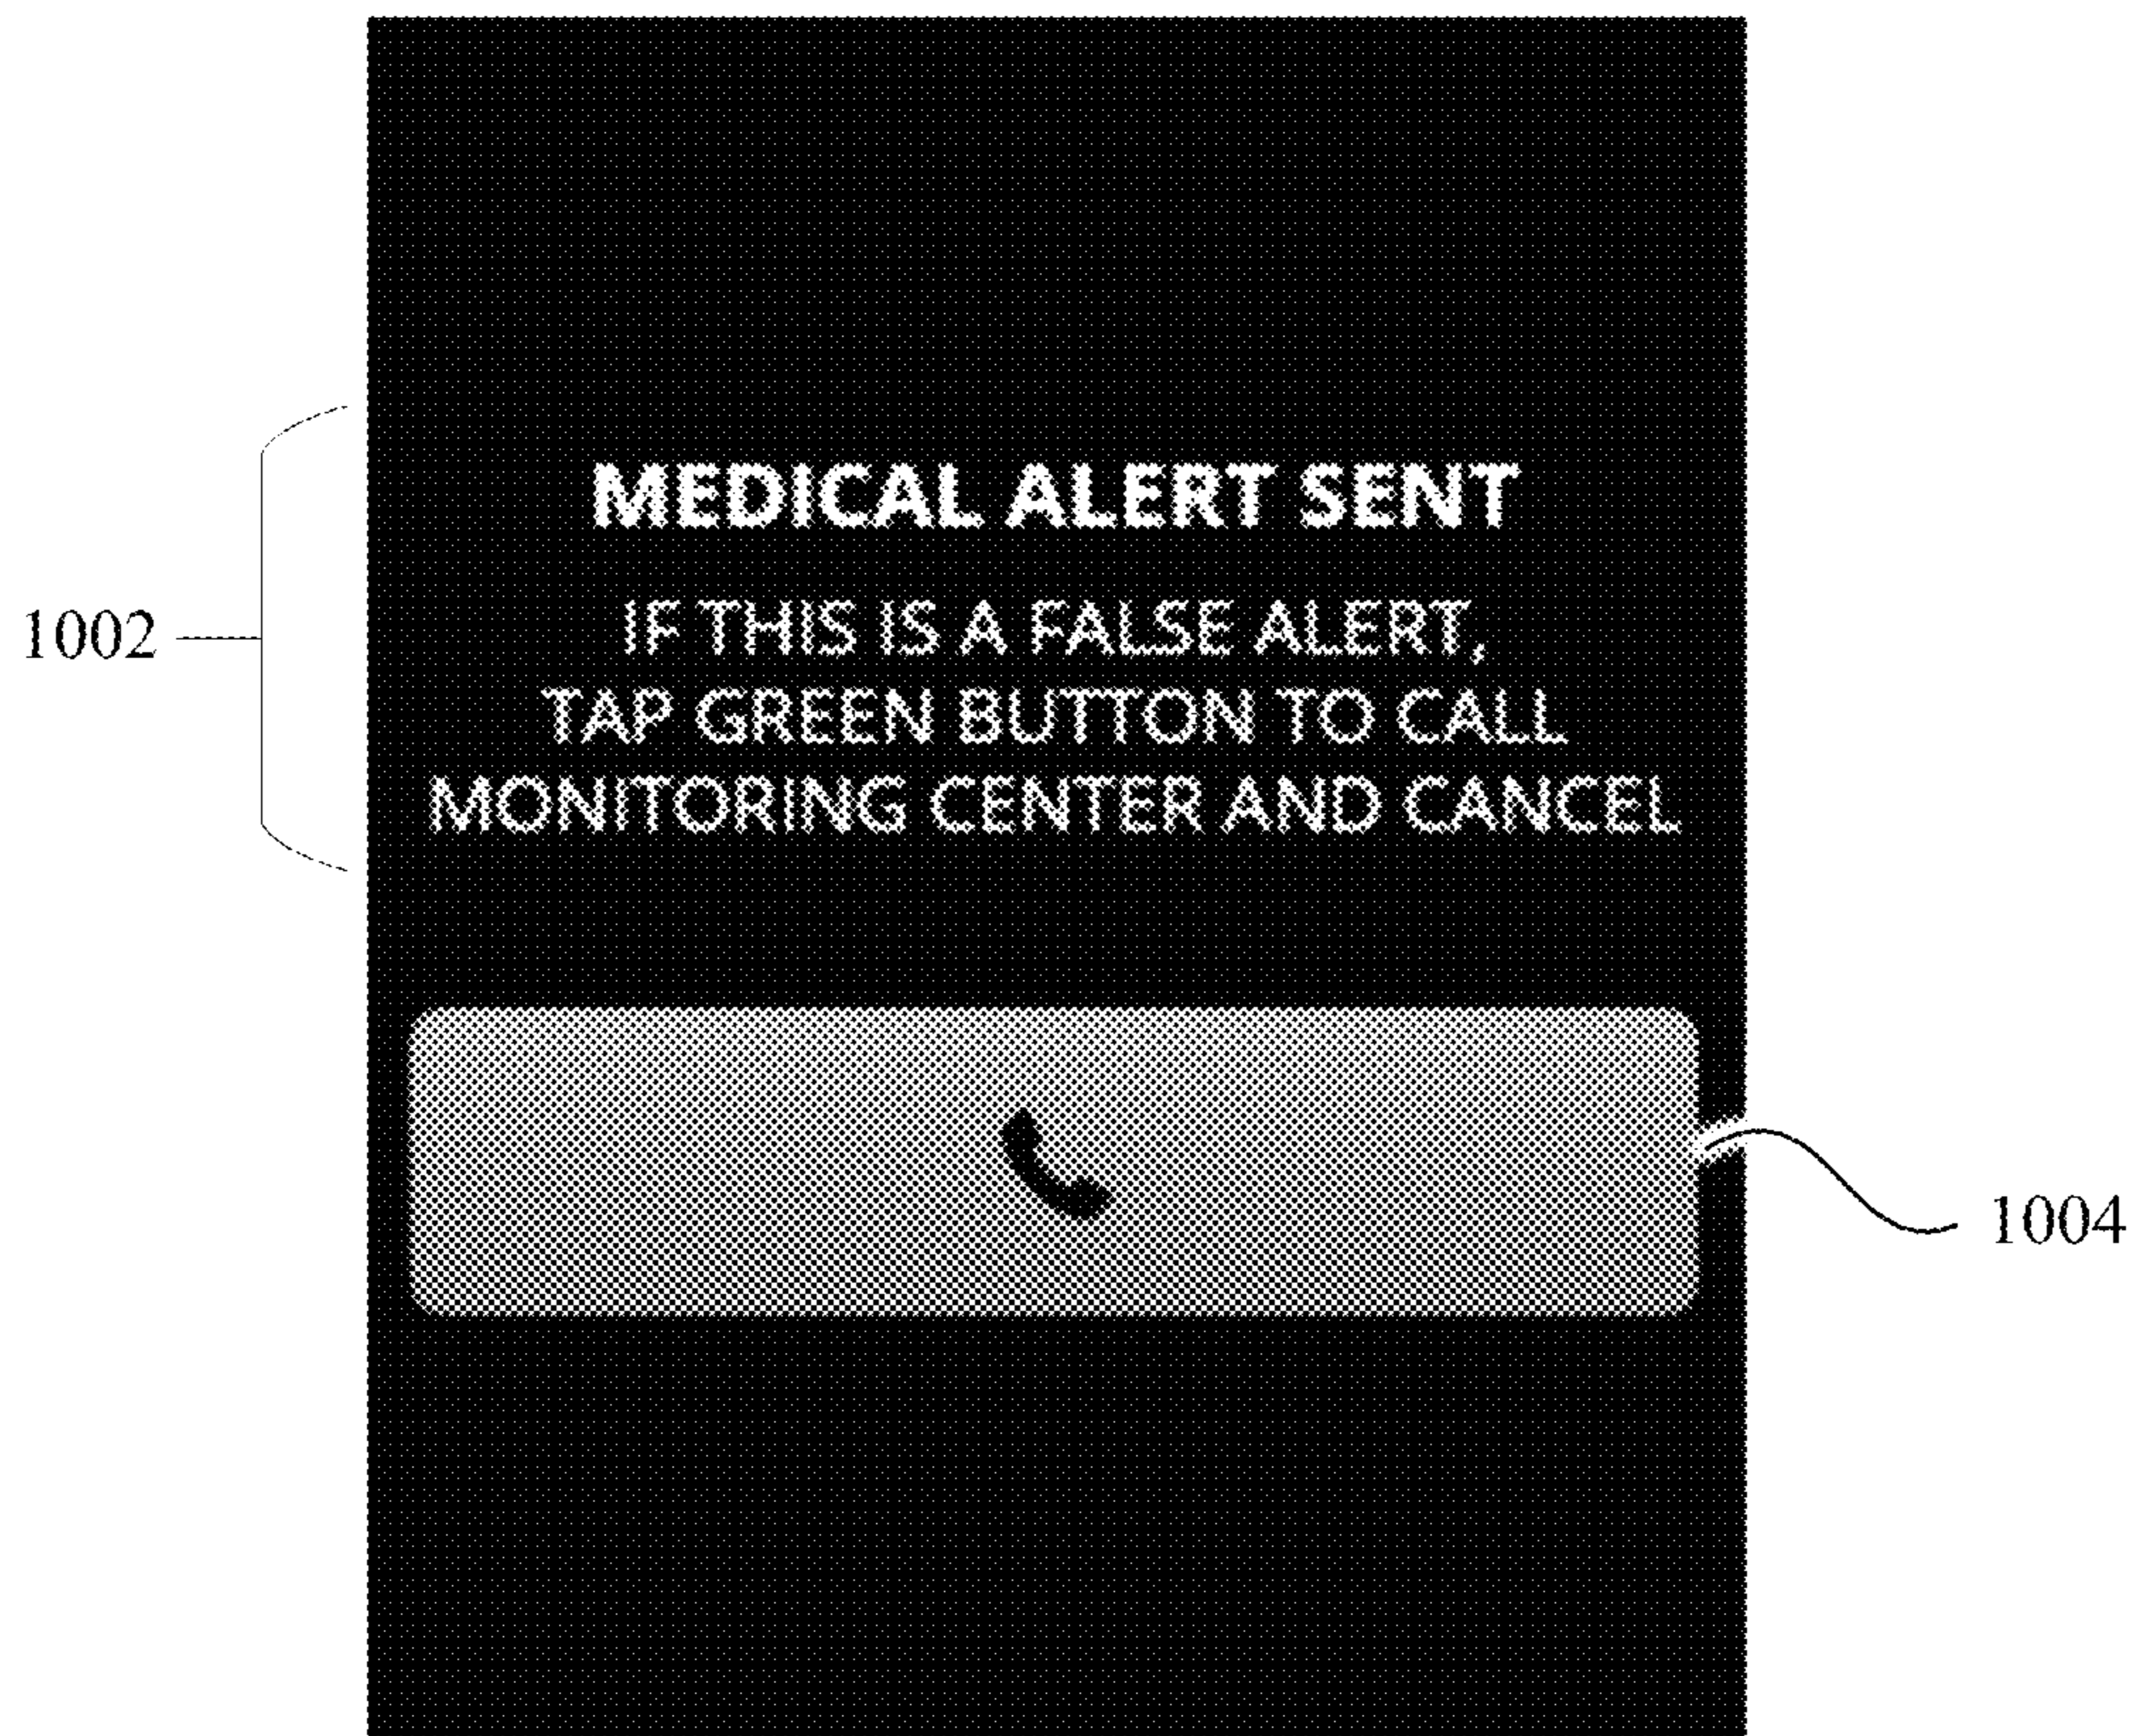 MEDICAL ALERT SENT
IF THIS IS A FALSE ALERT,
TAP GREEN BUTTON TO CALL
MONITORING CENTER AND CANCEL
1002
1004